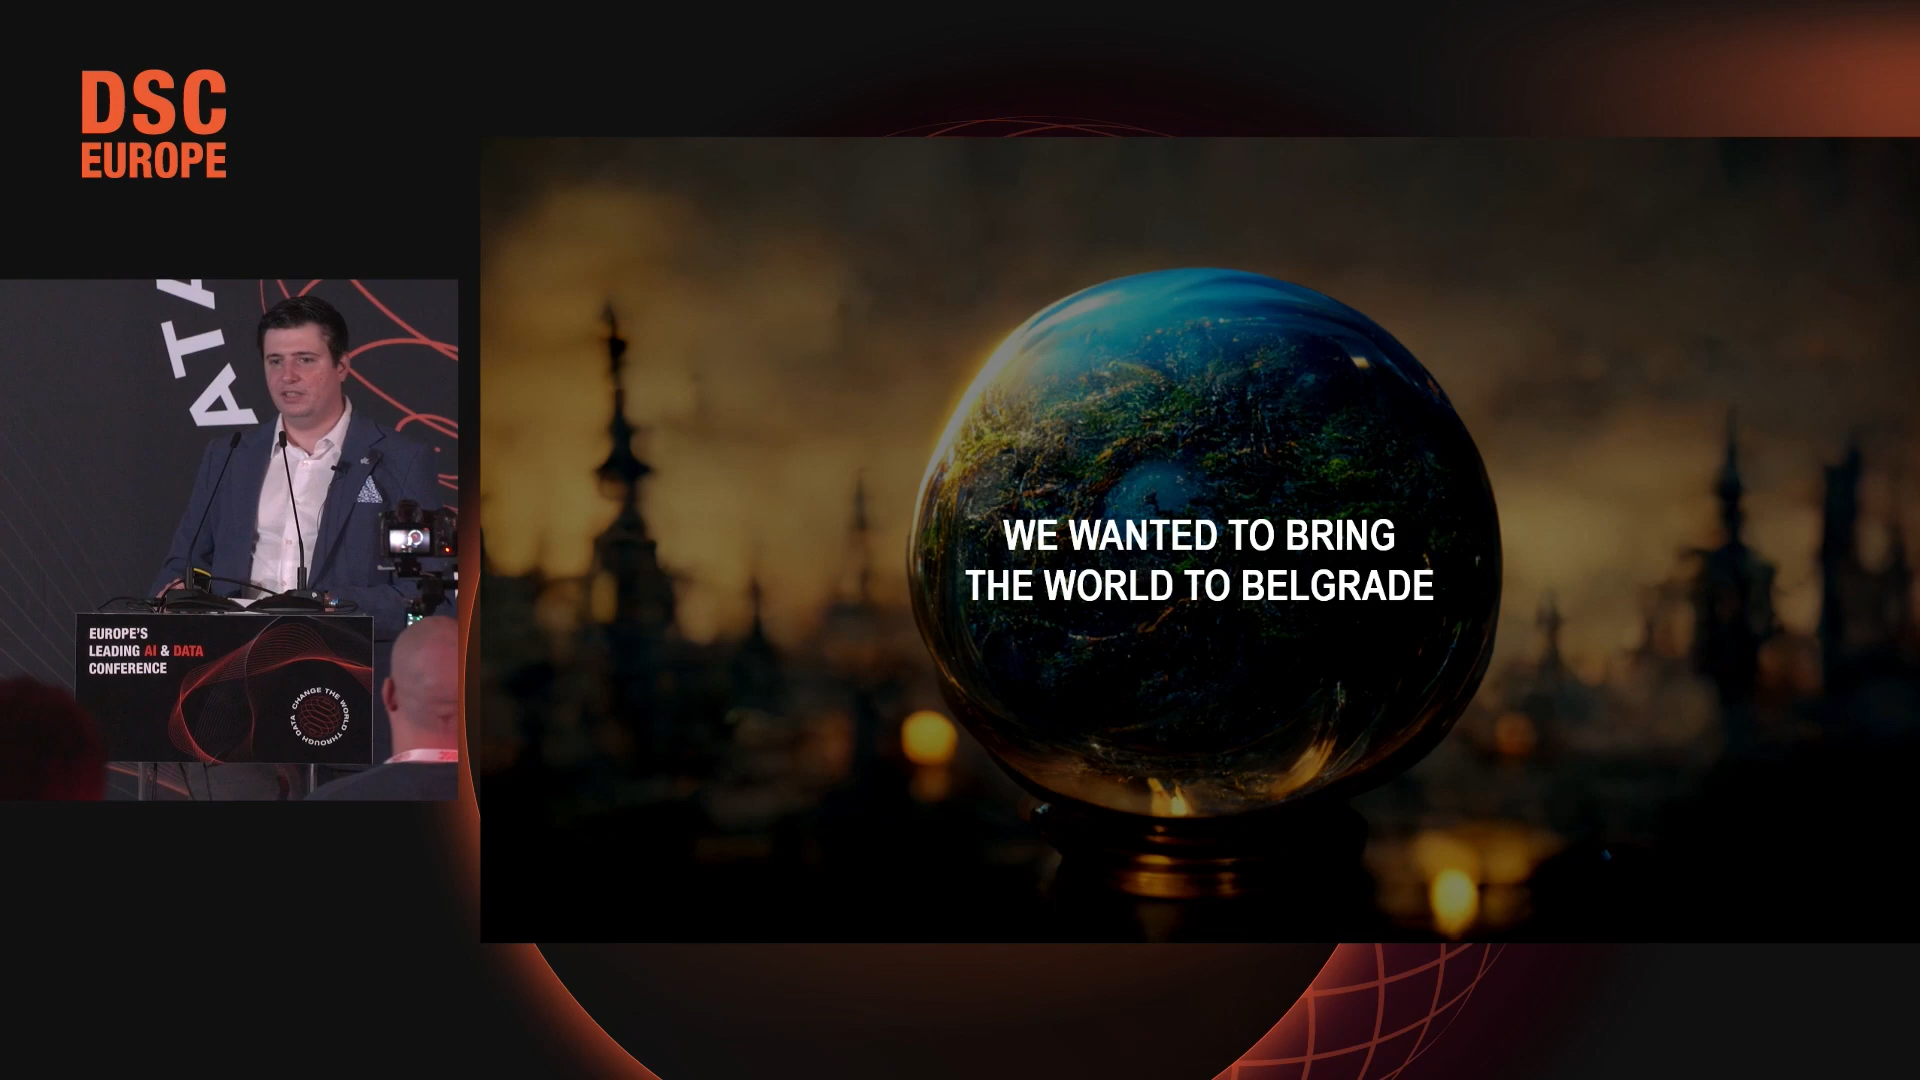 DSC
EUROPE
ATA
WE WANTED TO BRING
THE WORLD TO BELGRADE
EUROPE'S
LEADING AI & DATA
CONFERENCE
CHANGE THE WORLD THROUGH DATA